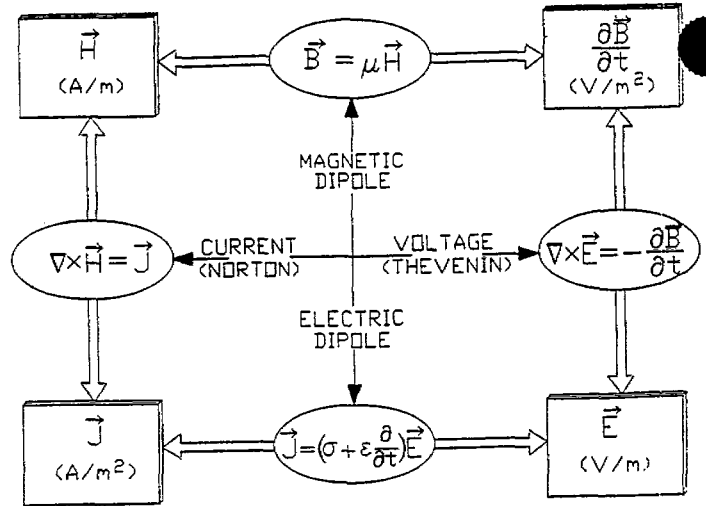 H⃗
(A/m)
B⃗ = μH⃗
∂B⃗/∂t
(V/m²)
MAGNETIC
DIPOLE
∇×H⃗ = J⃗
CURRENT
(NORTON)
VOLTAGE
(THEVENIN)
∇×E⃗ = -∂B⃗/∂t
ELECTRIC
DIPOLE
J⃗
(A/m²)
J⃗ = (σ + ε ∂/∂t)E⃗
E⃗
(V/m)